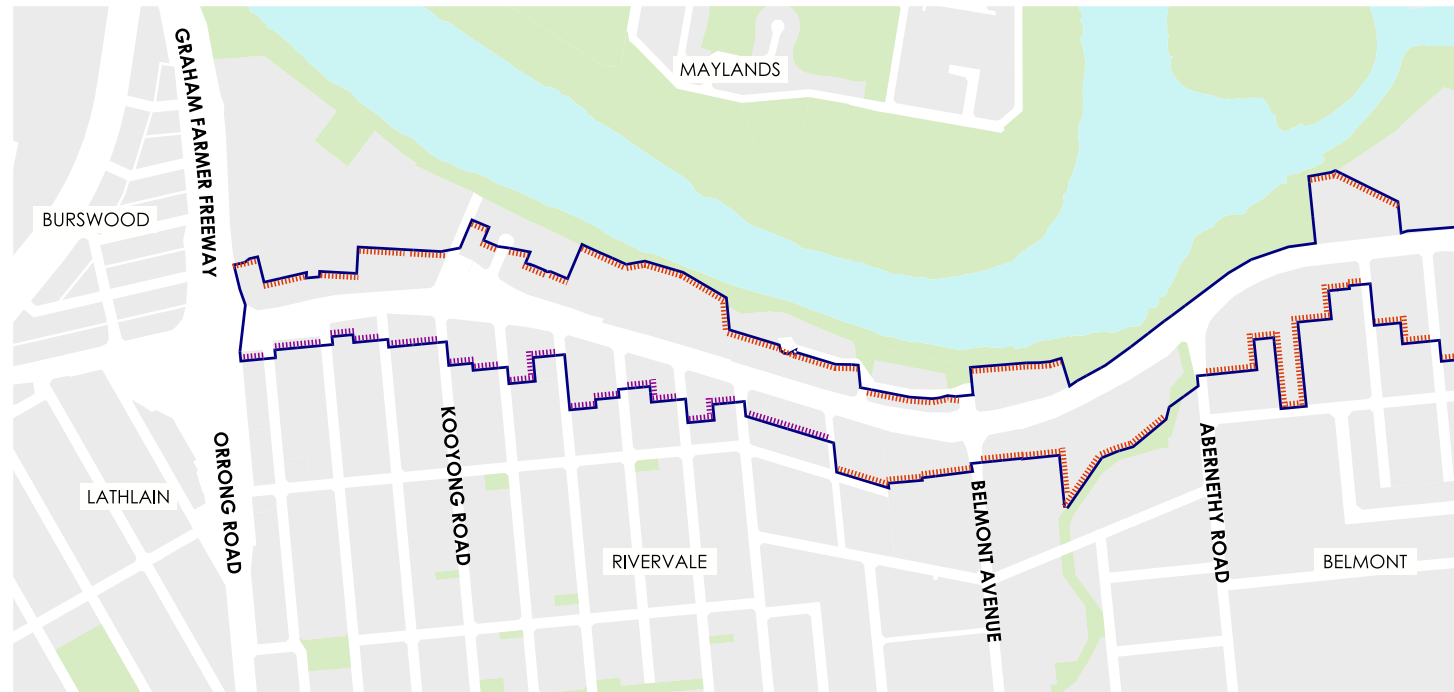 MAYLANDS
GRAHAM FARMER FREEWAY
BURSWOOD
LATHLAIN
ORRONG ROAD
KOOYONG ROAD
RIVERVALE
BELMONT AVENUE
ABERNETHY ROAD
BELMONT